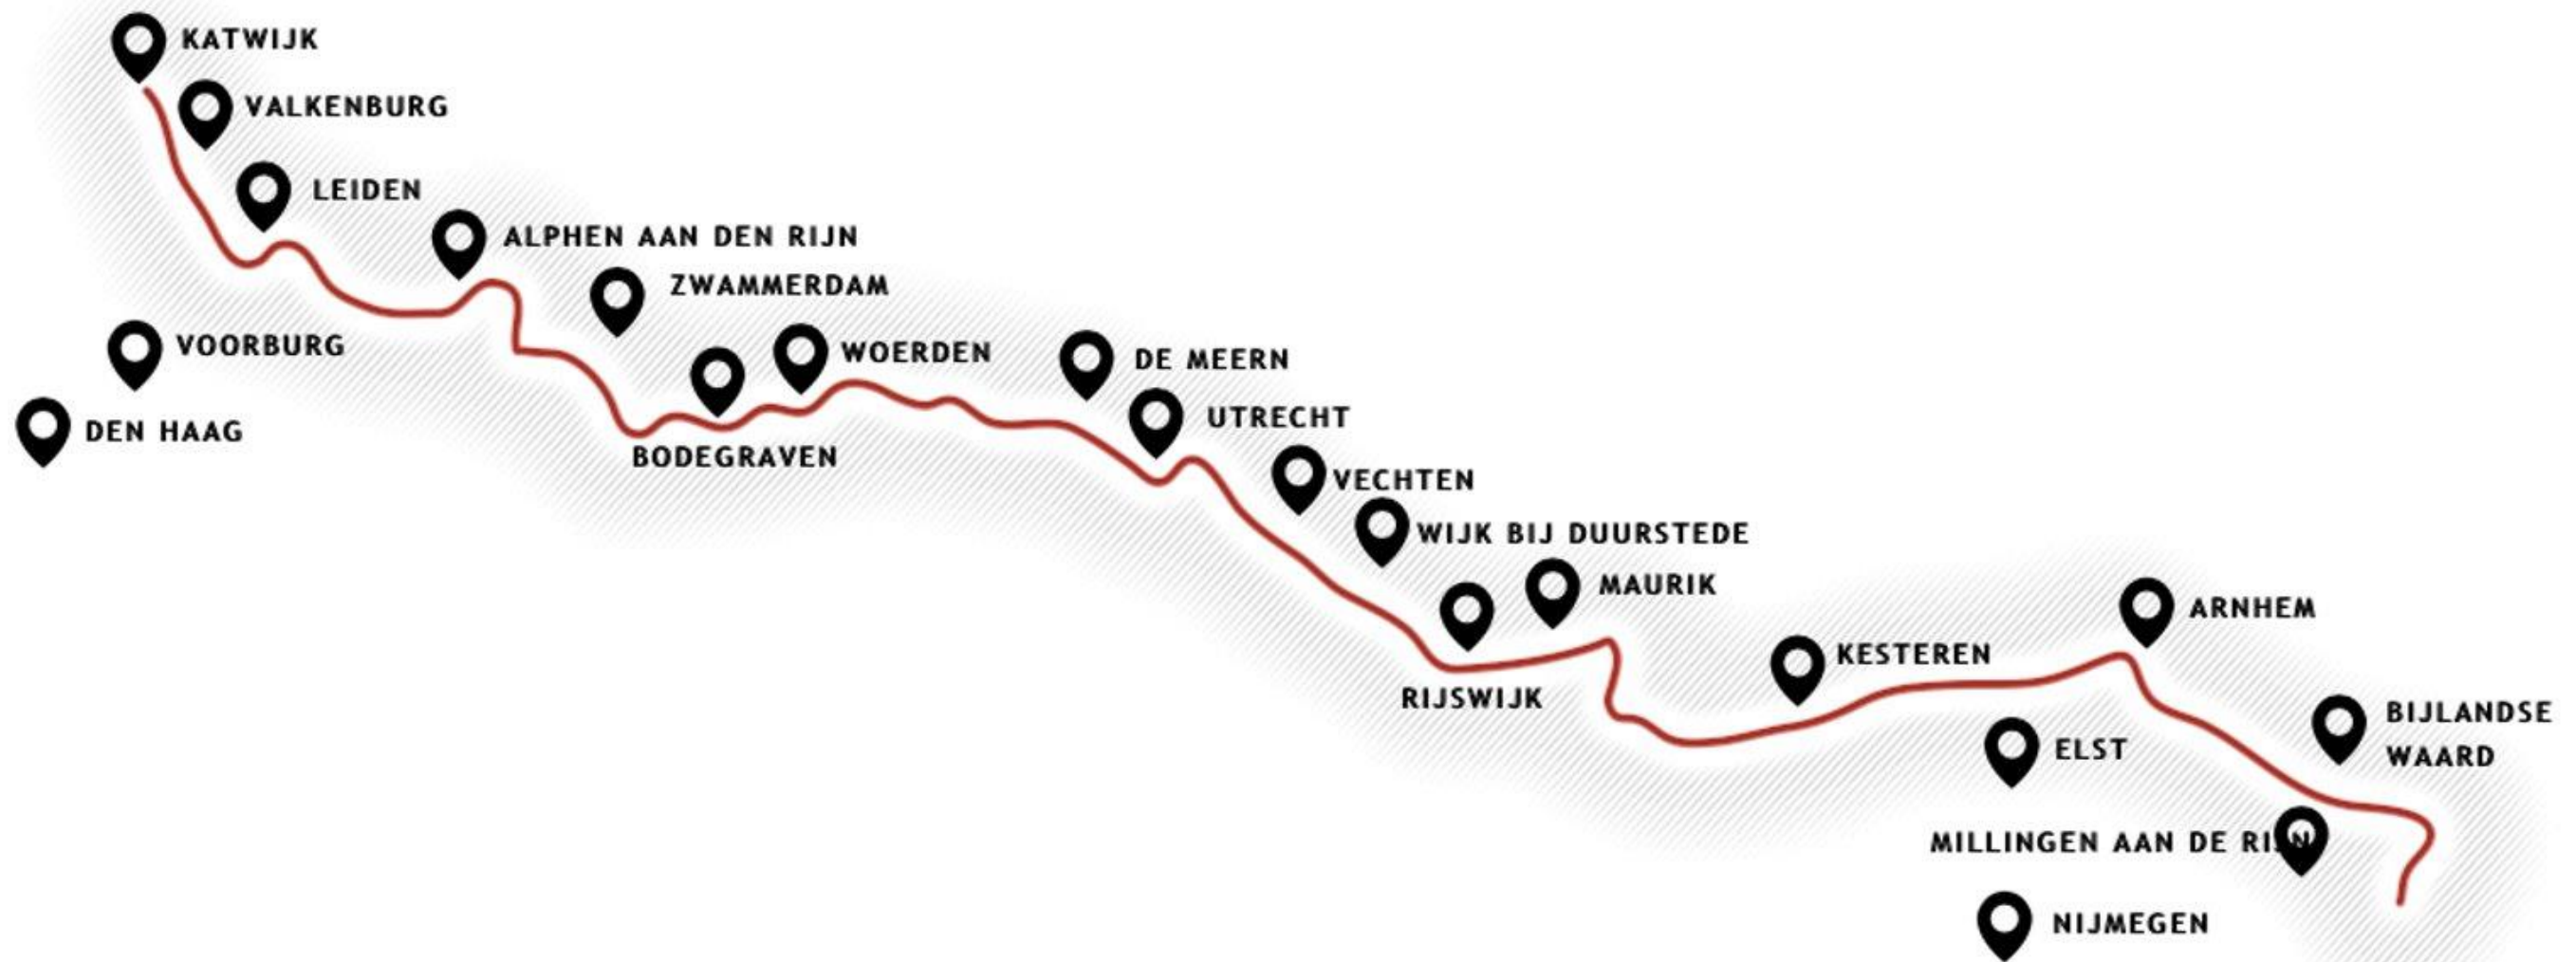 KATWIJK
VALKENBURG
LEIDEN
ALPHEN AAN DEN RIJN
ZWAMMERDAM
VOORBURG
WOERDEN
DE MEERN
UTRECHT
DEN HAAG
BODEGRAVEN
VECHTEN
WIJK BIJ DUURSTEDE
MAURIK
ARNHEM
KESTEREN
RIJSWIJK
BIJLANDSE
WAARD
ELST
MILLINGEN AAN DE RIJN
NIJMEGEN